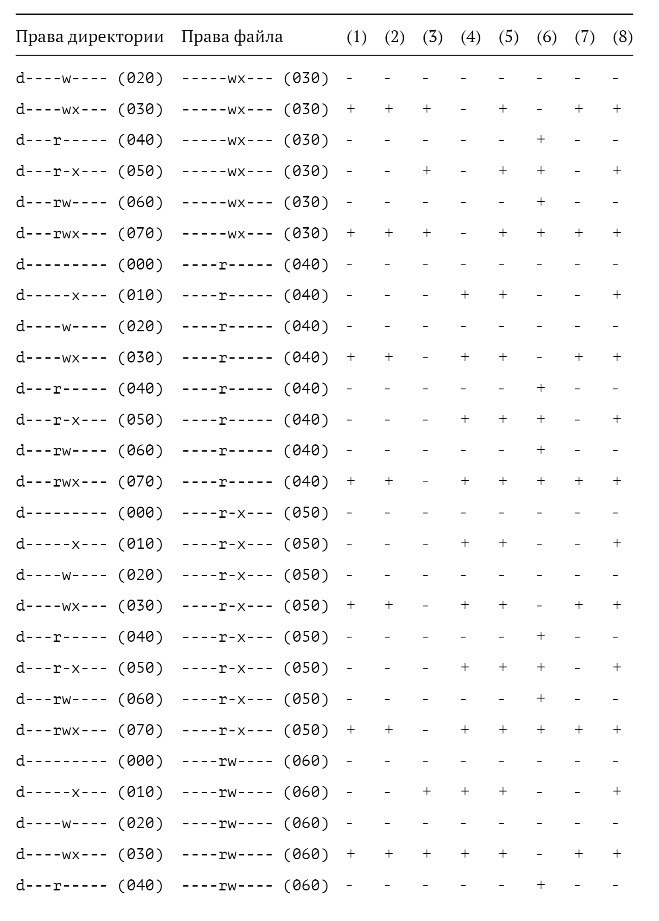 Права директории Права файла (1) (2) (3) (4) (5) (6) (7) (8)
d----w---- (020) -----wx--- (030) - - - - - - - -
d----wx--- (030) -----wx--- (030) + + + - + - + +
d---r----- (040) -----wx--- (030) - - - - - + - -
d---r-x--- (050) -----wx--- (030) - - + - + + - +
d---rw---- (060) -----wx--- (030) - - - - - + - -
d---rwx--- (070) -----wx--- (030) + + + - + + + +
d--------- (000) ----r----- (040) - - - - - - - -
d-----x--- (010) ----r----- (040) - - - + + - - +
d----w---- (020) ----r----- (040) - - - - - - - -
d----wx--- (030) ----r----- (040) + + - + + - + +
d---r----- (040) ----r----- (040) - - - - - + - -
d---r-x--- (050) ----r----- (040) - - - + + + - +
d---rw---- (060) ----r----- (040) - - - - - + - -
d---rwx--- (070) ----r----- (040) + + - + + + + +
d--------- (000) ----r-x--- (050) - - - - - - - -
d-----x--- (010) ----r-x--- (050) - - - + + - - +
d----w---- (020) ----r-x--- (050) - - - - - - - -
d----wx--- (030) ----r-x--- (050) + + - + + - + +
d---r----- (040) ----r-x--- (050) - - - - - + - -
d---r-x--- (050) ----r-x--- (050) - - - + + + - +
d---rw---- (060) ----r-x--- (050) - - - - - + - -
d---rwx--- (070) ----r-x--- (050) + + - + + + + +
d--------- (000) ----rw---- (060) - - - - - - - -
d-----x--- (010) ----rw---- (060) - - + + + - - +
d----w---- (020) ----rw---- (060) - - - - - - - -
d----wx--- (030) ----rw---- (060) + + + + + - + +
d---r----- (040) ----rw---- (060) - - - - - + - -